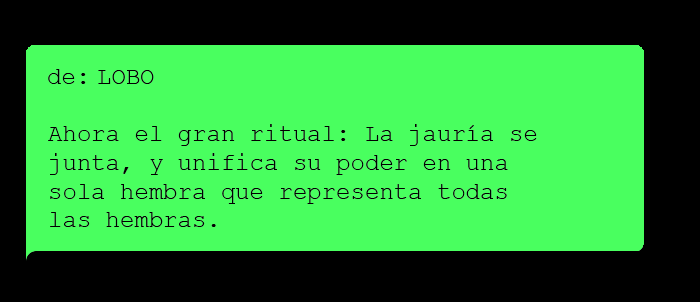 de: LOBO
Ahora el gran ritual: La jauría se
junta, y unifica su poder en una
sola hembra que representa todas
las hembras.